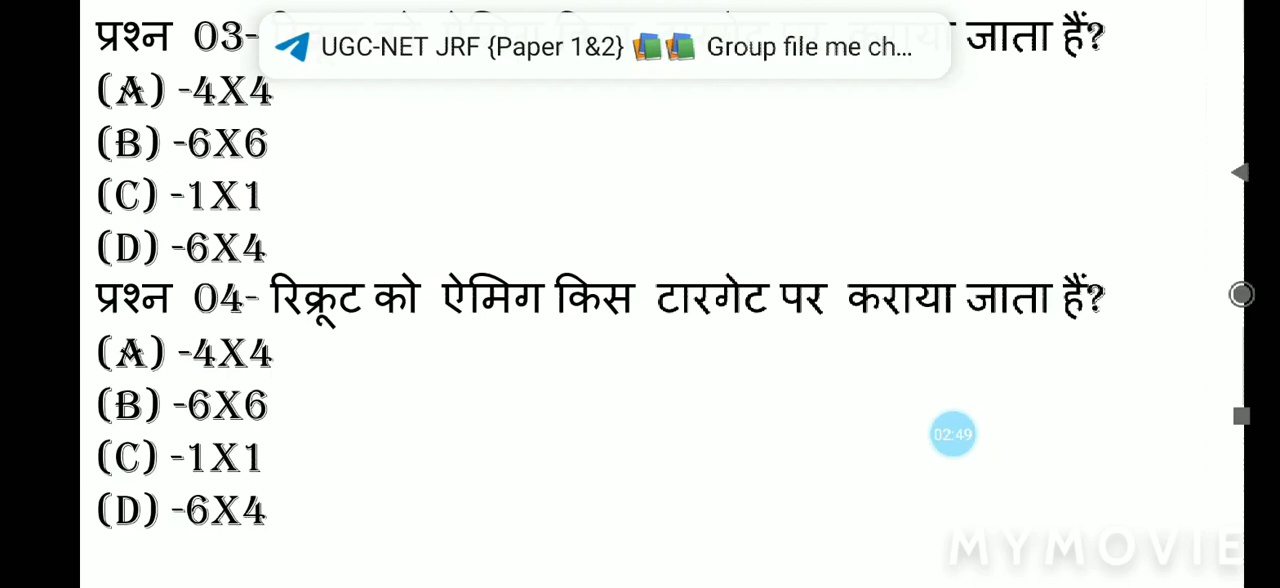 प्रश्न 03- जाता हैं?
UGC-NET JRF {Paper 1&2} 📚📚 Group file me ch...
(A) -4X4
(B) -6X6
(C) -1X1
(D) -6X4
प्रश्न 04- रिक्रूट को ऐमिग किस टारगेट पर कराया जाता हैं?
(A) -4X4
(B) -6X6
(C) -1X1
(D) -6X4
02:49
MYMOVIE